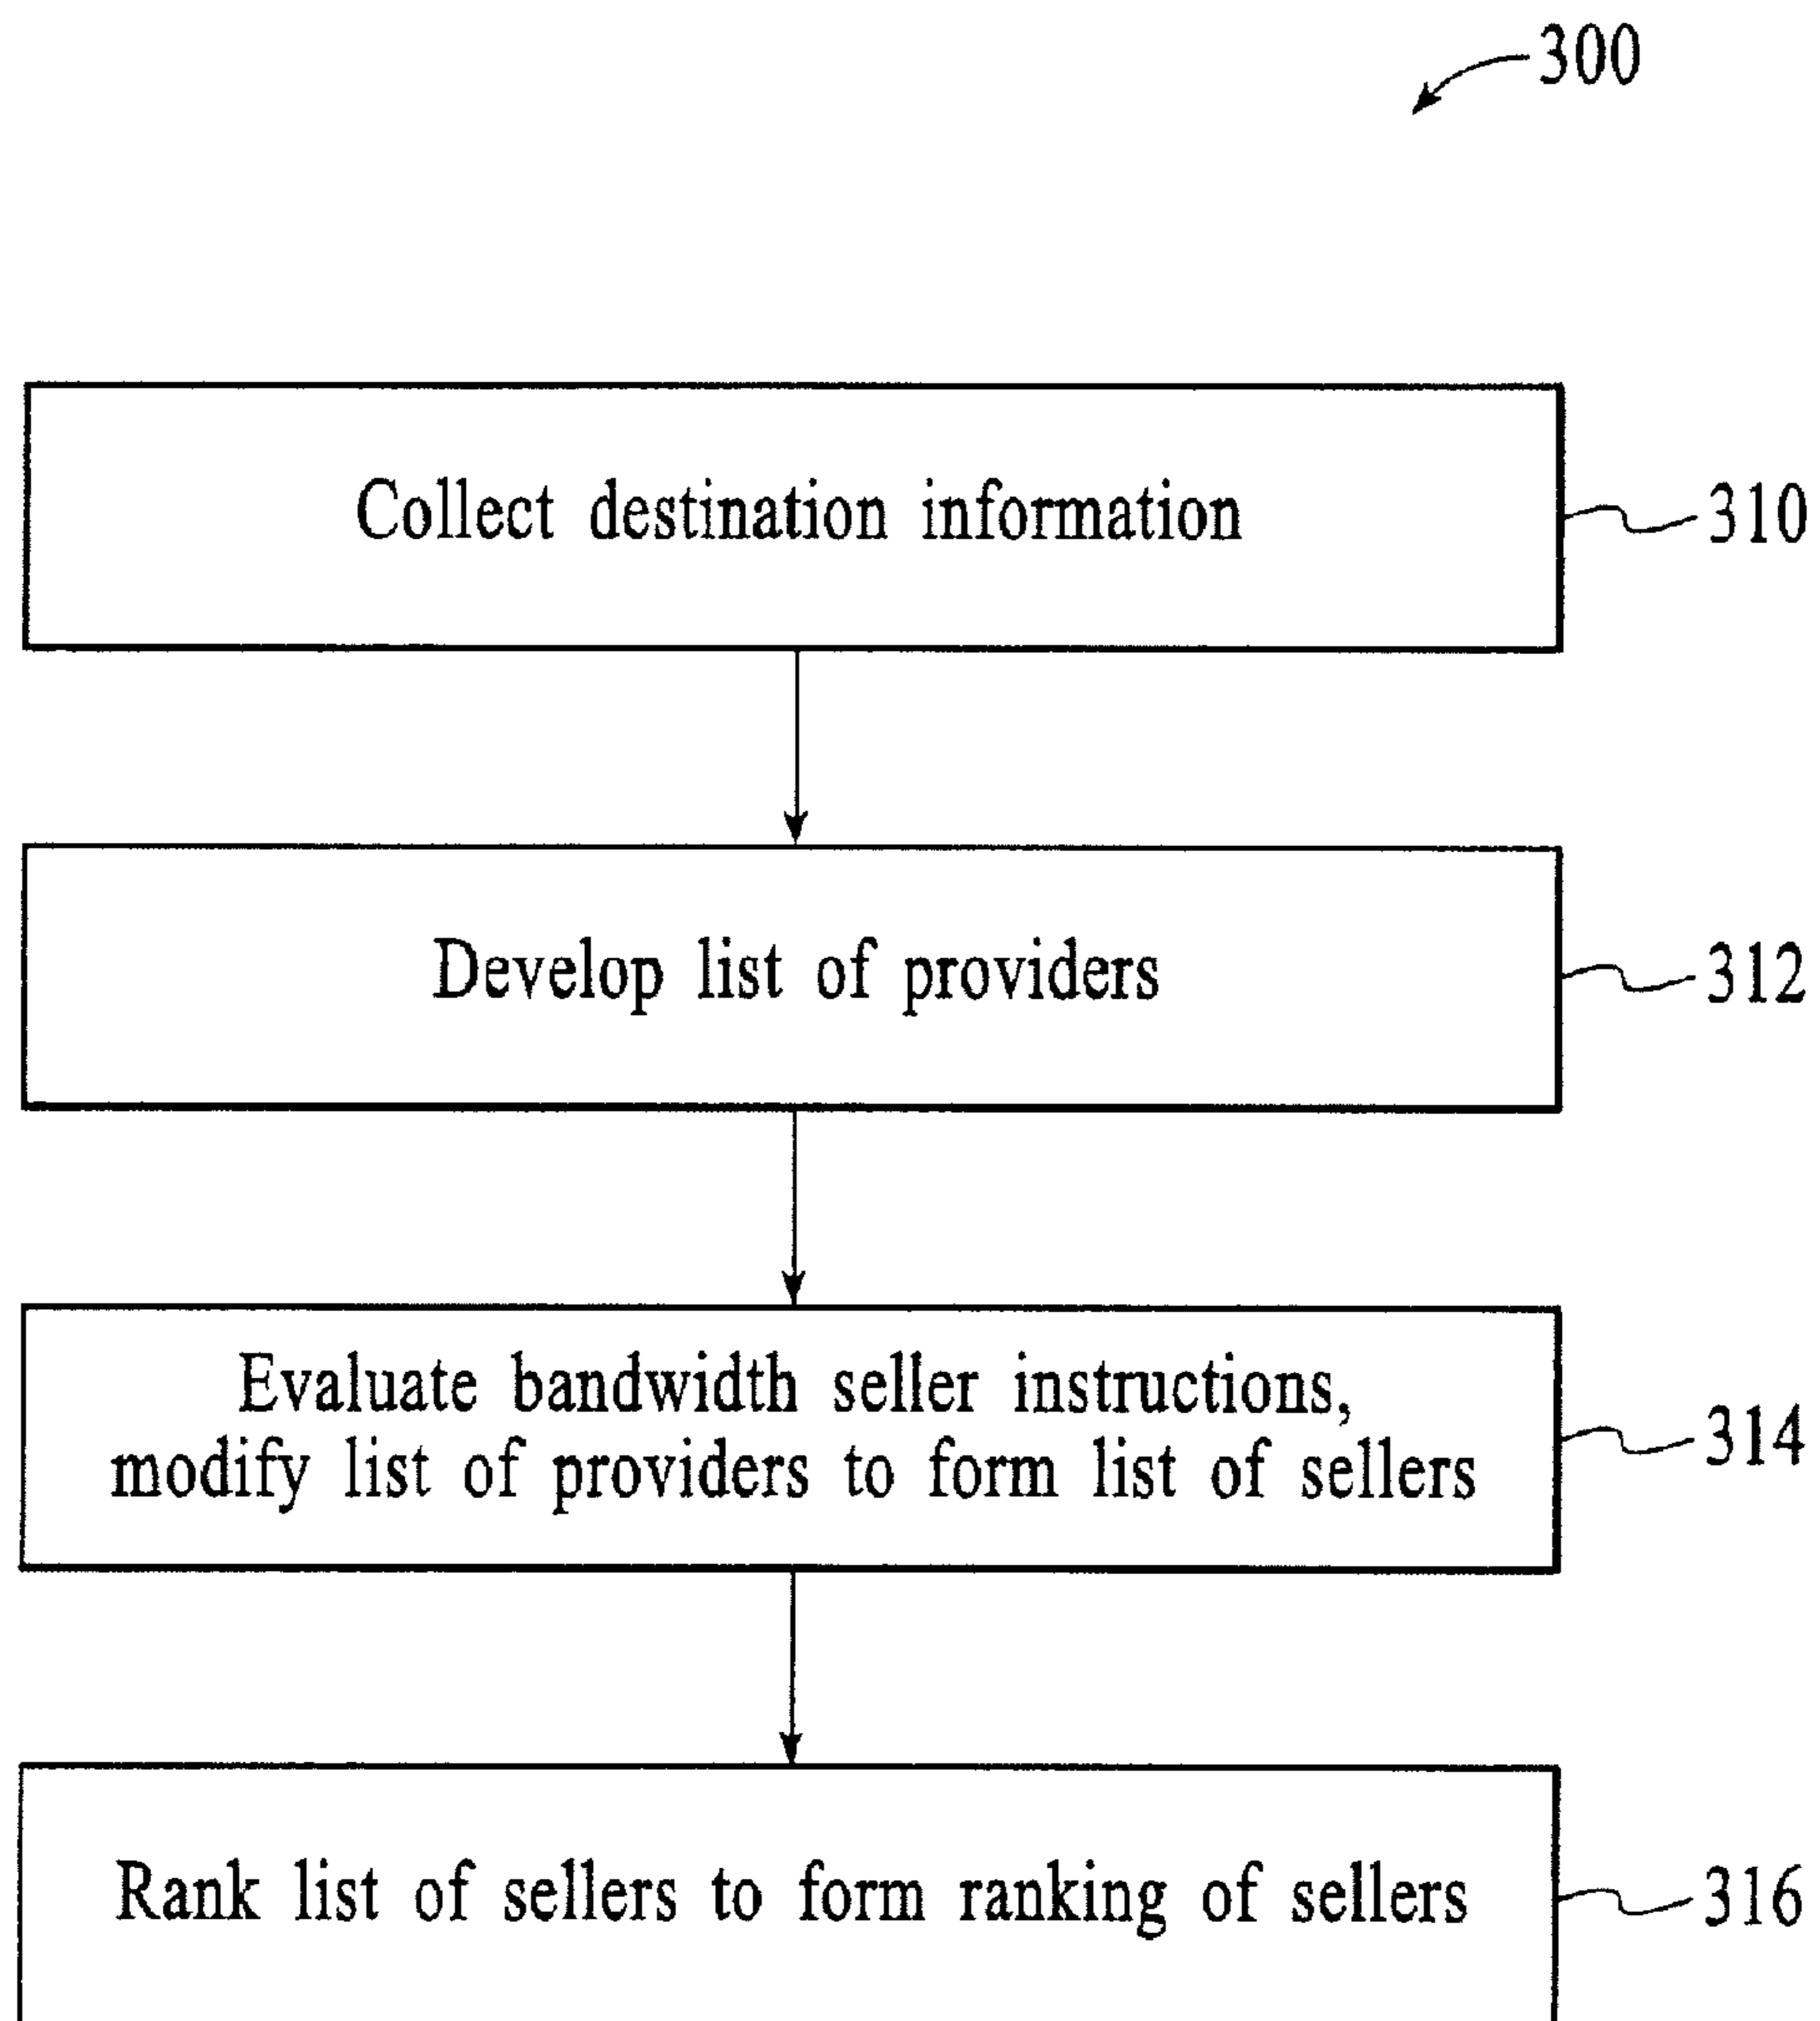 300
Collect destination information
310
Develop list of providers
312
Evaluate bandwidth seller instructions,
modify list of providers to form list of sellers
314
Rank list of sellers to form ranking of sellers
316